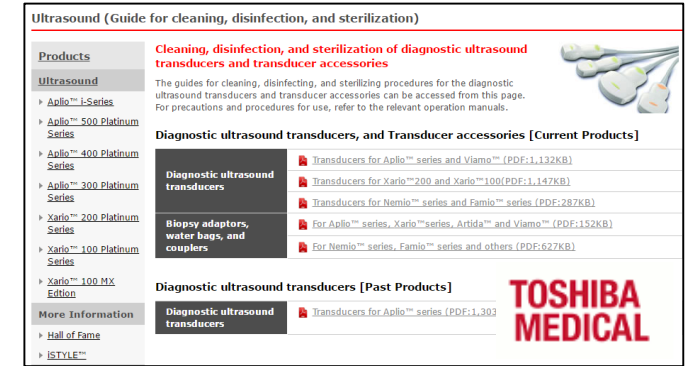 Ultrasound (Guide for cleaning, disinfection, and sterilization)
Products
Ultrasound
Aplio™ i-Series
Aplio™ 500 Platinum
Series
Aplio™ 400 Platinum
Series
Aplio™ 300 Platinum
Series
Xario™ 200 Platinum
Series
Xario™ 100 Platinum
Series
Xario™ 100 MX
Edtion
More Information
Hall of Fame
iSTYLE™
Cleaning, disinfection, and sterilization of diagnostic ultrasound
transducers and transducer accessories
The guides for cleaning, disinfecting, and sterilizing procedures for the diagnostic
ultrasound transducers and transducer accessories can be accessed from this page.
For precautions and procedures for use, refer to the relevant operation manuals.
Diagnostic ultrasound transducers, and Transducer accessories [Current Products]
Diagnostic ultrasound
transducers
Transducers for Aplio™ series and Viamo™ (PDF:1,132KB)
Transducers for Xario™200 and Xario™100(PDF:1,147KB)
Transducers for Nemio™ series and Famio™ series (PDF:287KB)
Biopsy adaptors,
water bags, and
couplers
For Aplio™ series, Xario™series, Artida™ and Viamo™ (PDF:152KB)
For Nemio™ series, Famio™ series and others (PDF:627KB)
Diagnostic ultrasound transducers [Past Products]
Diagnostic ultrasound
transducers
Transducers for Aplio™ series (PDF:1,303
TOSHIBA
MEDICAL